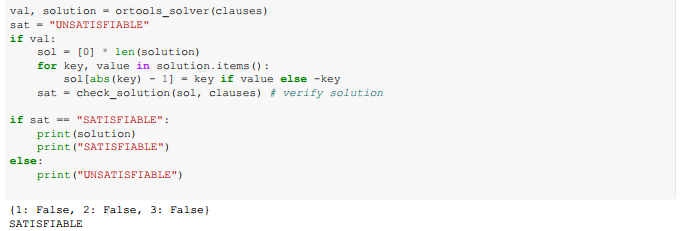 val, solution = ortools_solver(clauses)
sat = "UNSATISFIABLE"
if val:
    sol = [0] * len(solution)
    for key, value in solution.items():
        sol[abs(key) - 1] = key if value else -key
    sat = check_solution(sol, clauses) # verify solution

if sat == "SATISFIABLE":
    print(solution)
    print("SATISFIABLE")
else:
    print("UNSATISFIABLE")

{1: False, 2: False, 3: False}
SATISFIABLE